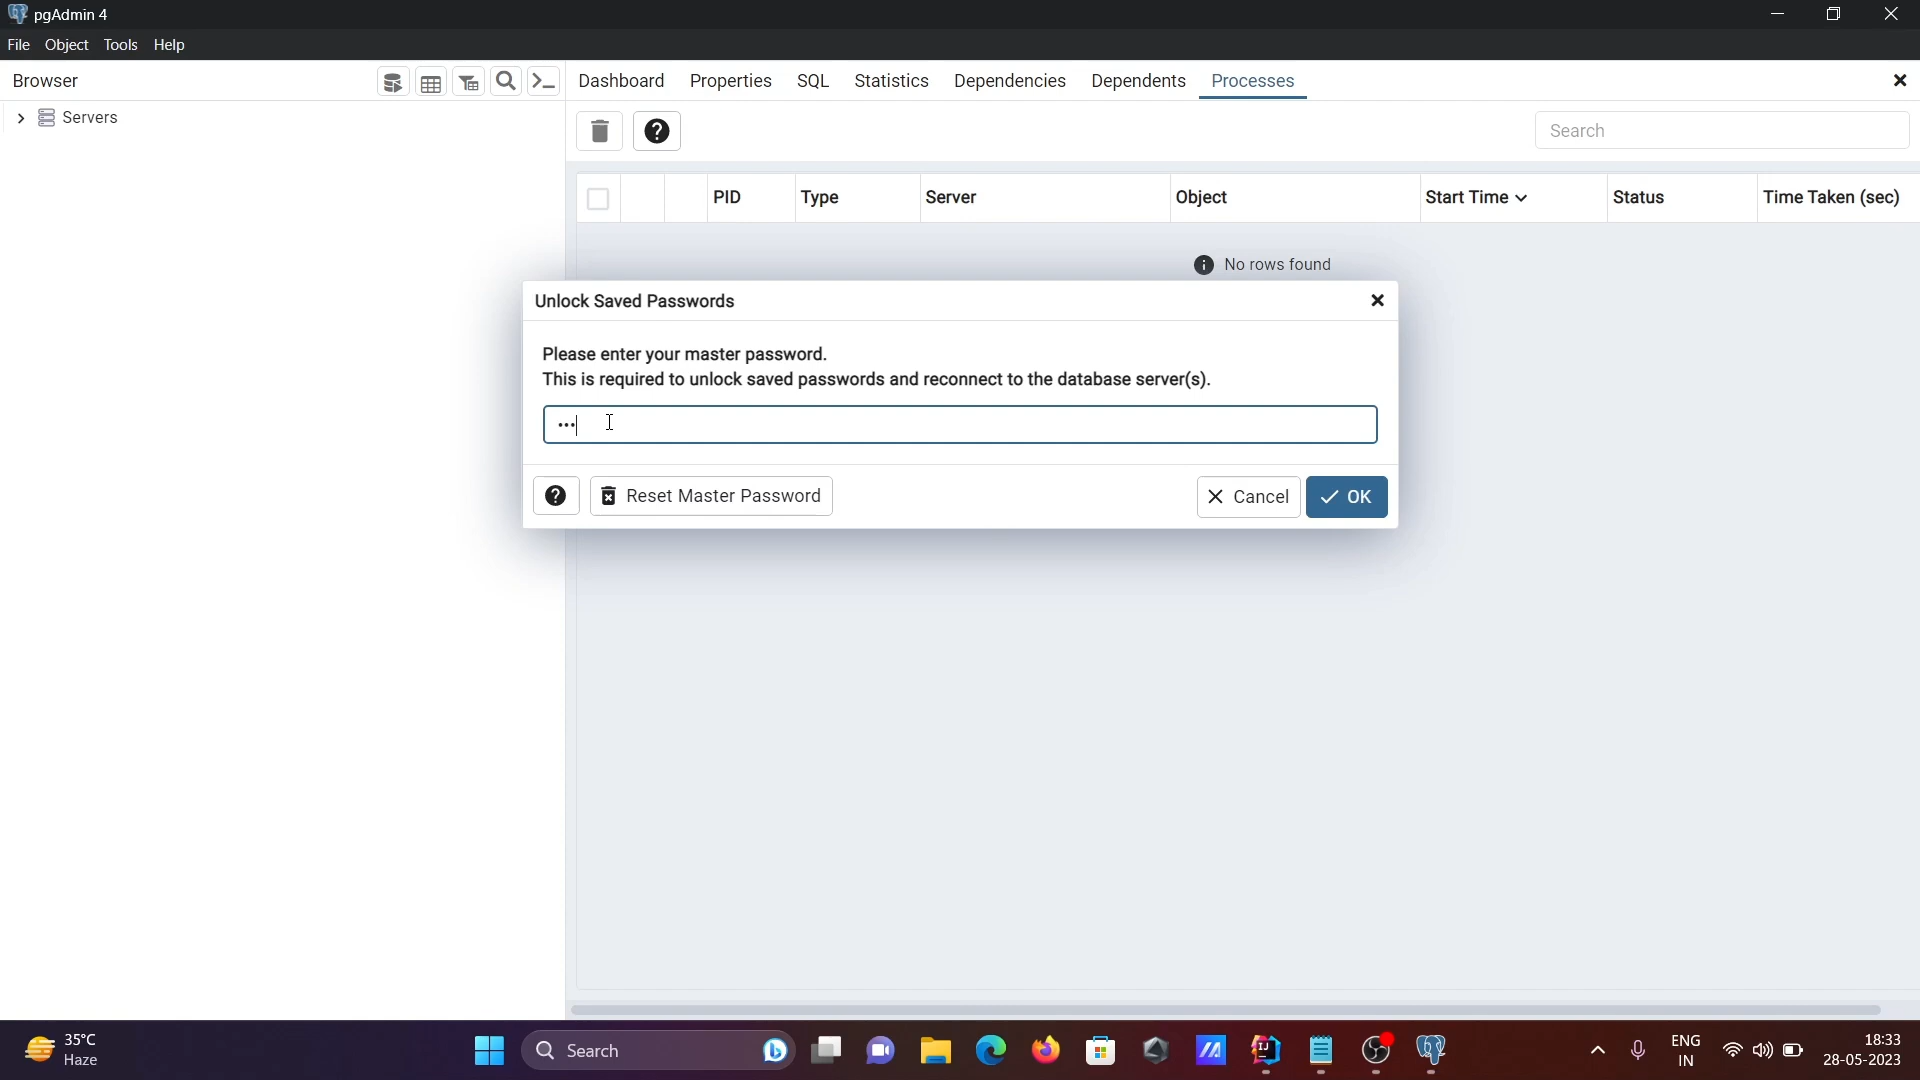 pgAdmin 4
File Object Tools Help
Browser
Dashboard Properties SQL Statistics Dependencies Dependents Processes
Servers
Search
PID Type Server Object Start Time Status Time Taken (sec)
No rows found
Unlock Saved Passwords
Please enter your master password.
This is required to unlock saved passwords and reconnect to the database server(s).
•••
Reset Master Password Cancel OK
35°C
Haze
Search
ENG
IN
18:33
28-05-2023